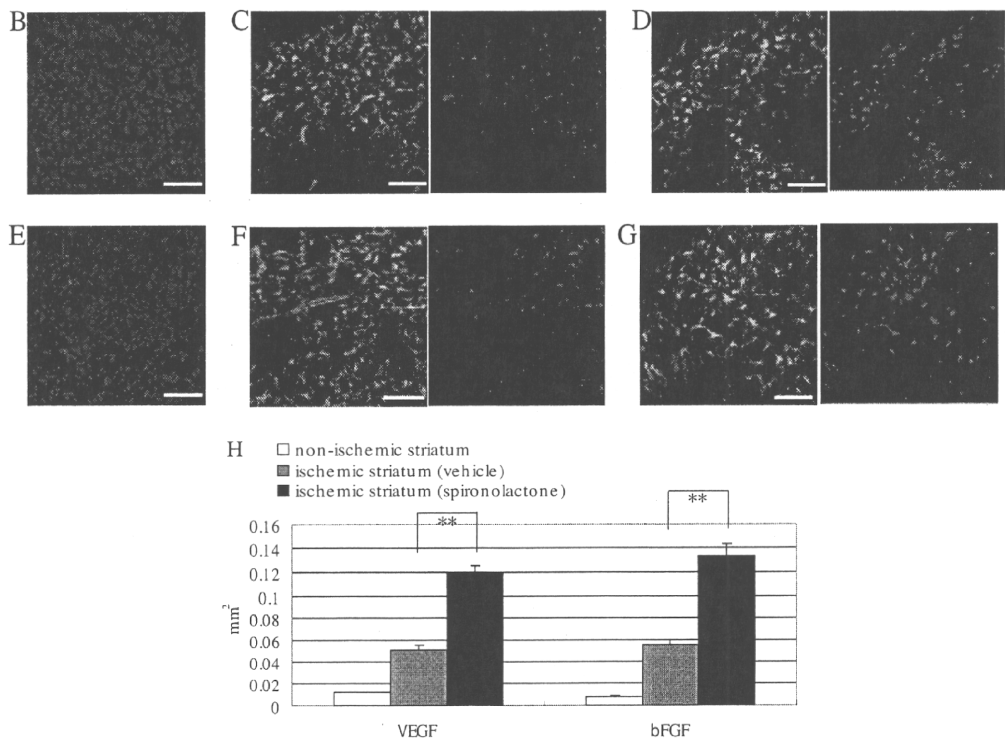 B
C
D
E
F
G
H
non-ischemic striatum
ischemic striatum (vehicle)
ischemic striatum (spironolactone)
**
**
0.16
0.14
0.12
0.1
0.08
0.06
0.04
0.02
0
mm²
VEGF
bFGF